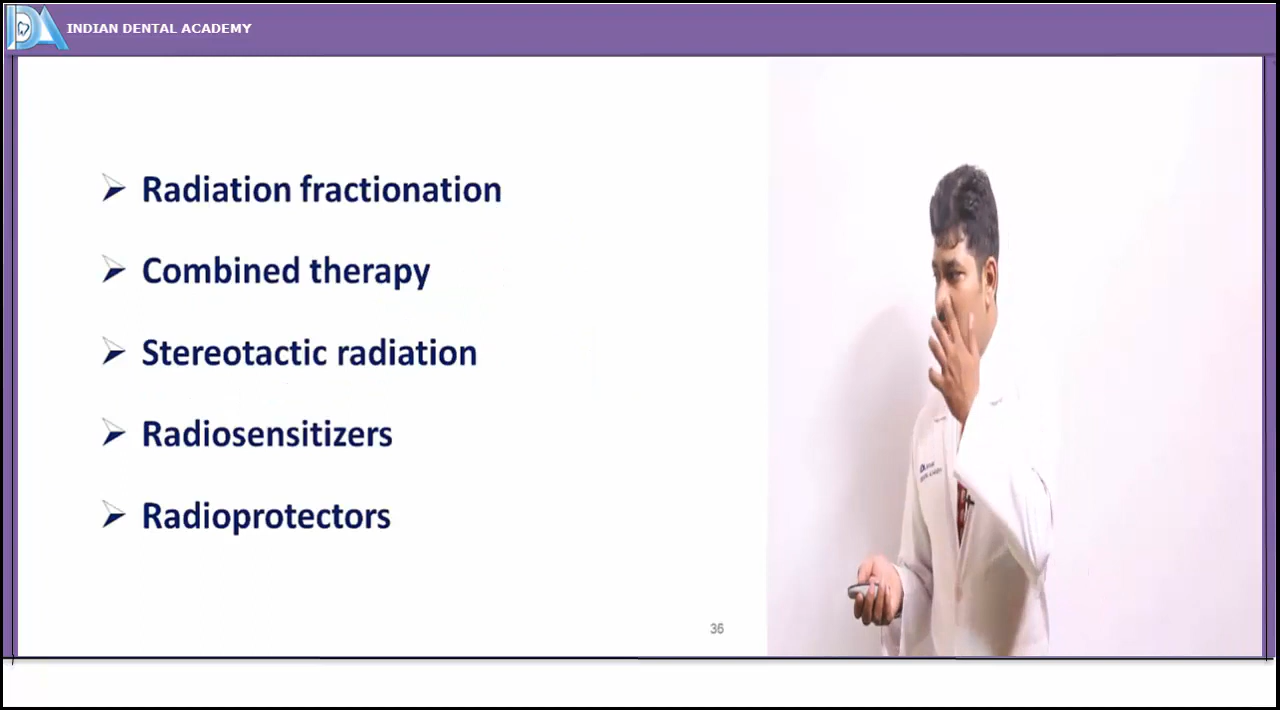 INDIAN DENTAL ACADEMY
Radiation fractionation
Combined therapy
Stereotactic radiation
Radiosensitizers
Radioprotectors
36